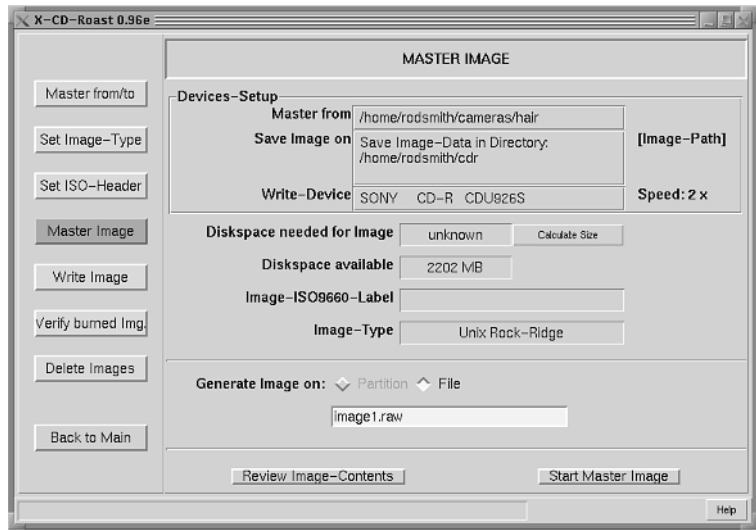 X-CD-Roast 0.96e
MASTER IMAGE
Master from/to
Set Image-Type
Set ISO-Header
Master Image
Write Image
Verify burned Img.
Delete Images
Back to Main
Devices-Setup
Master from /home/rodsmith/cameras/hair
Save Image on Save Image-Data in Directory: [Image-Path]
/home/rodsmith/cdr
Write-Device SONY CD-R CDU926S Speed: 2 x
Diskspace needed for Image unknown Calculate Size
Diskspace available 2202 MB
Image-ISO9660-Label
Image-Type Unix Rock-Ridge
Generate Image on: Partition File
image1.raw
Review Image-Contents Start Master Image
Help